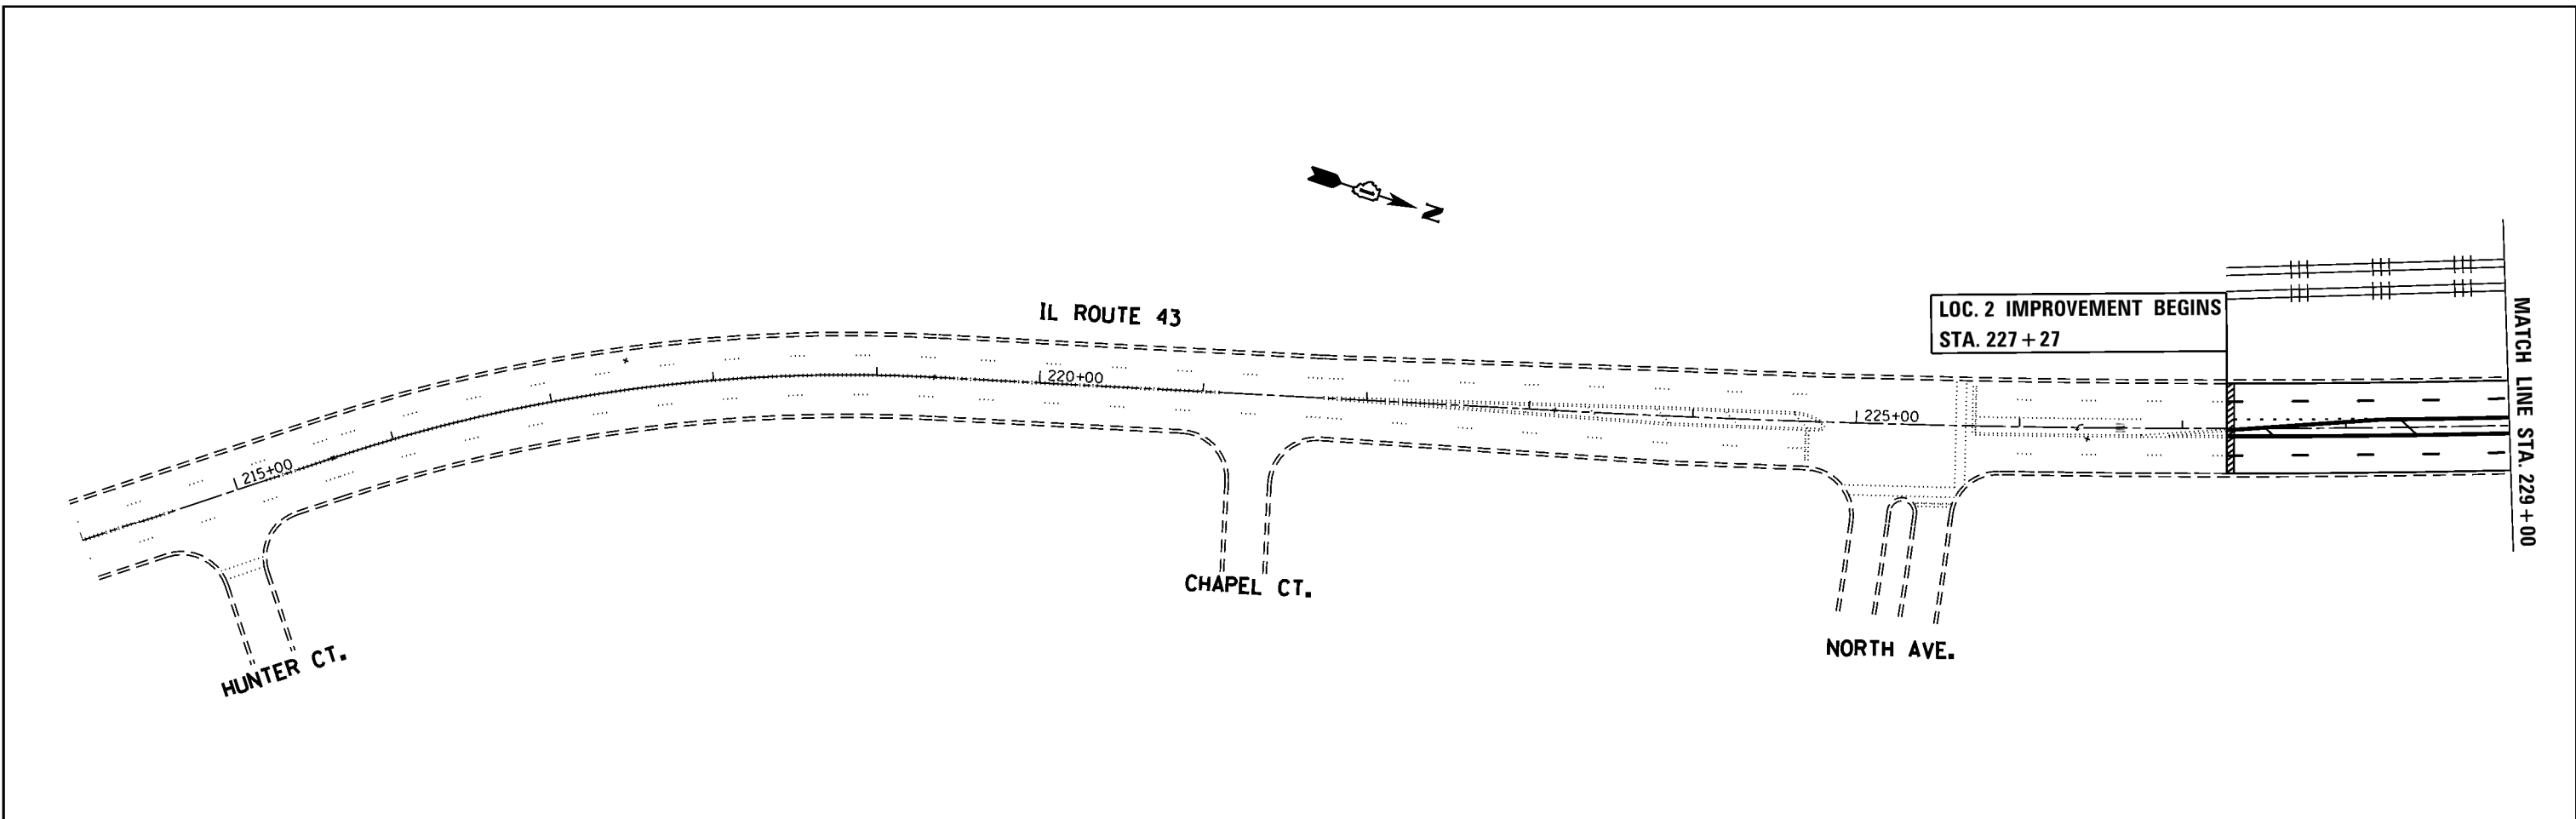 N
IL ROUTE 43
LOC. 2 IMPROVEMENT BEGINS
STA. 227+27
MATCH LINE STA. 229+00
215+00
220+00
225+00
HUNTER CT.
CHAPEL CT.
NORTH AVE.